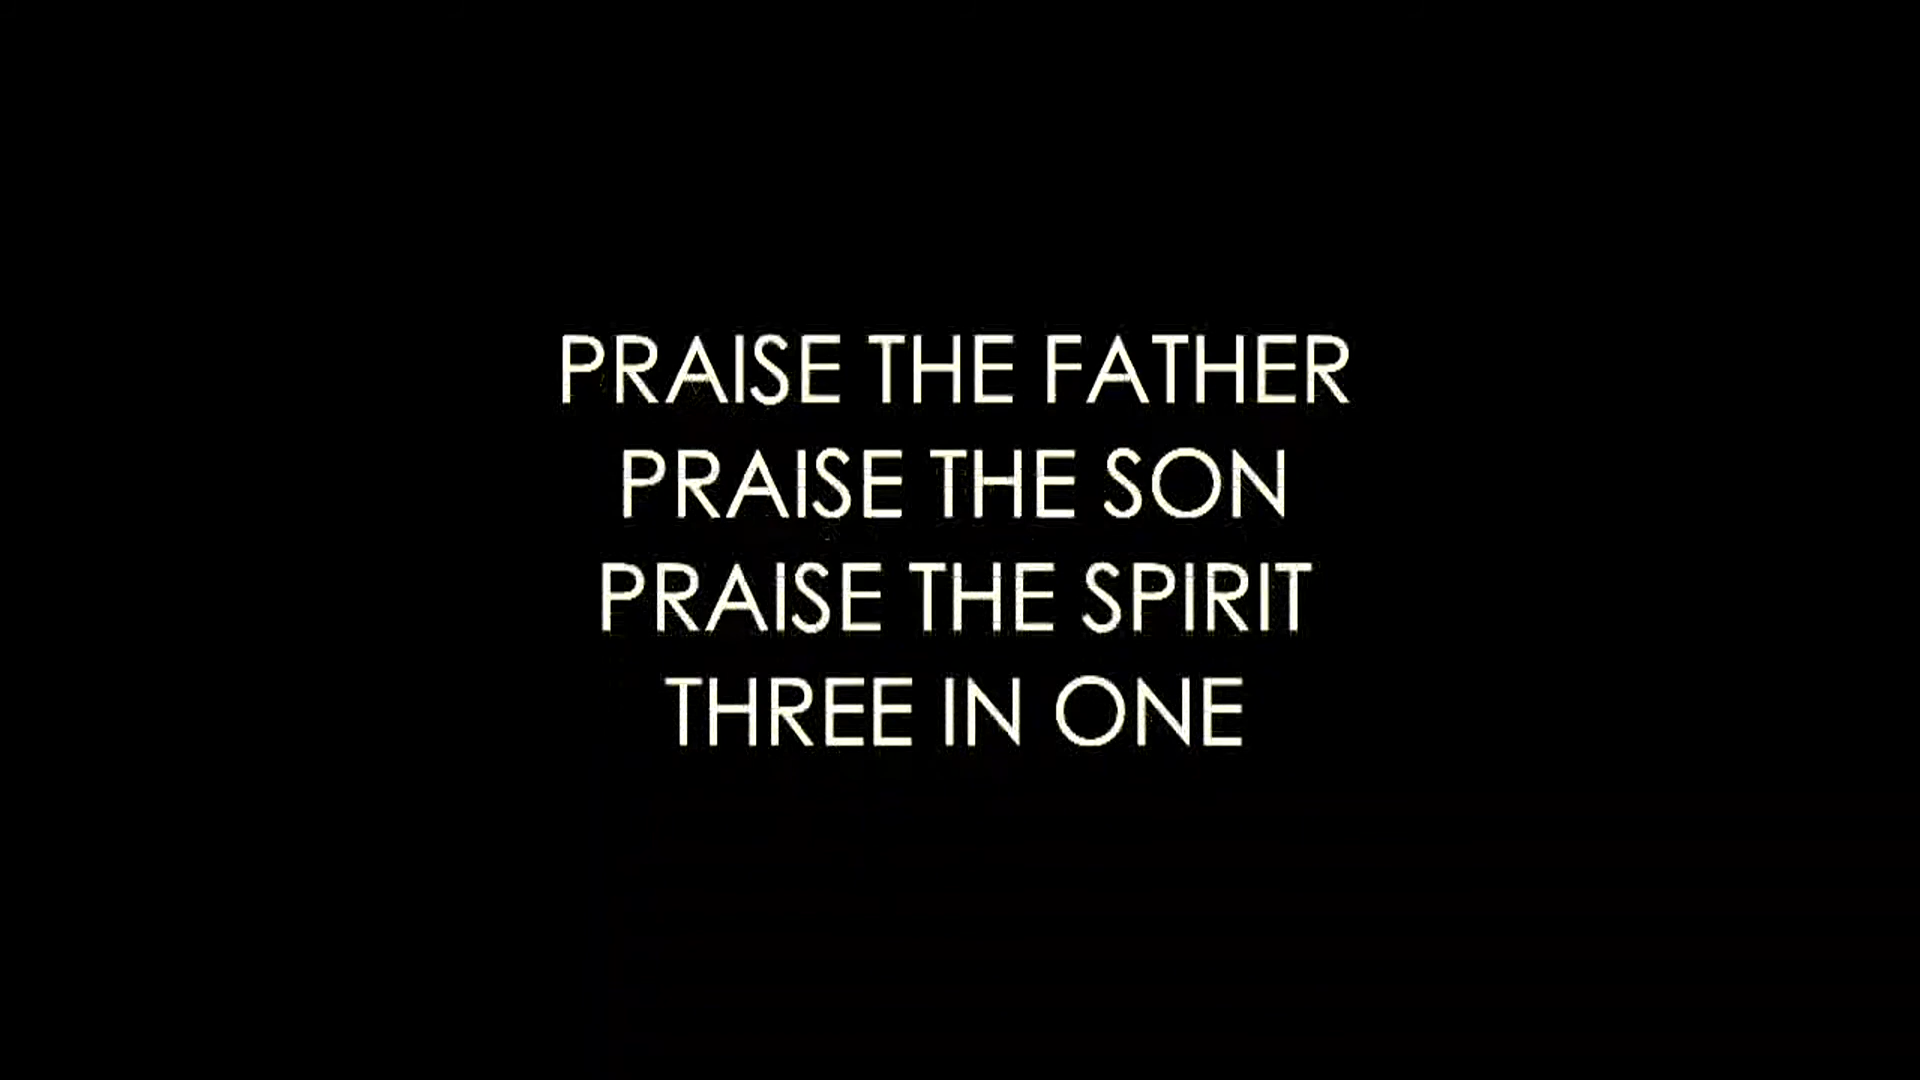 PRAISE THE FATHER
PRAISE THE SON
PRAISE THE SPIRIT
THREE IN ONE